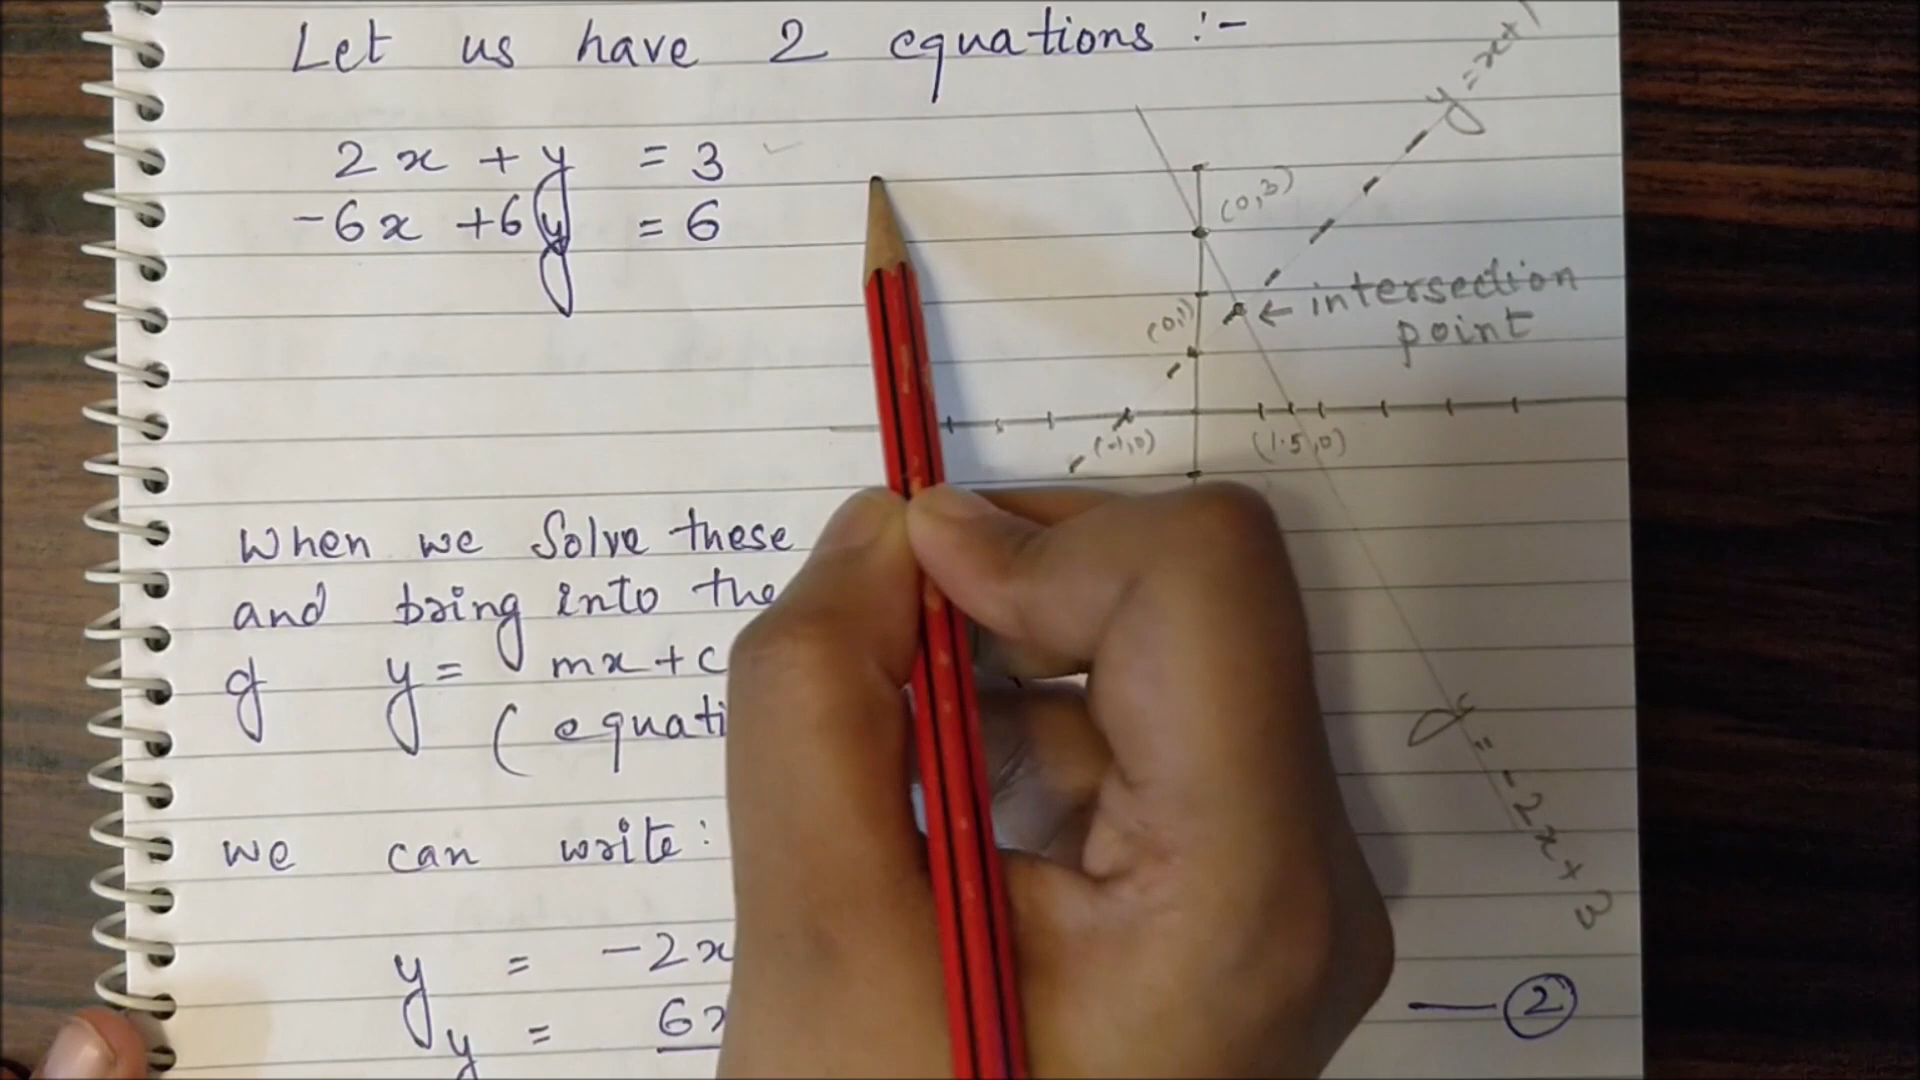 Let us have 2 equations :-
2x + y = 3
-6x + 6y = 6
y = x+1
(0,3)
← intersection
point
(0,1)
(-1,0)
(1.5,0)
When we Solve these
and bring into the
of y = mx + c
( equati
we can write :
y = -2x + 3
y = -2x
y = 6x
— ②